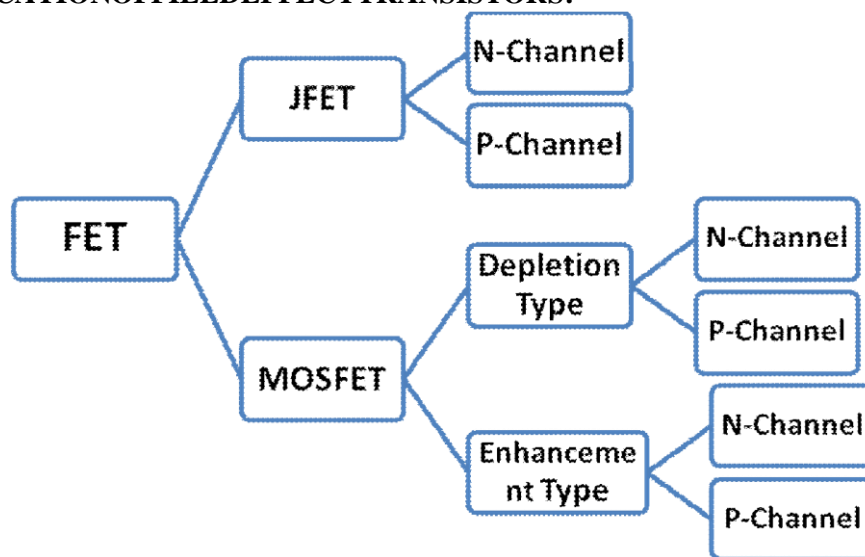 N-Channel
JFET
P-Channel
FET
N-Channel
Depletion
Type
P-Channel
MOSFET
N-Channel
Enhanceme
nt Type
P-Channel